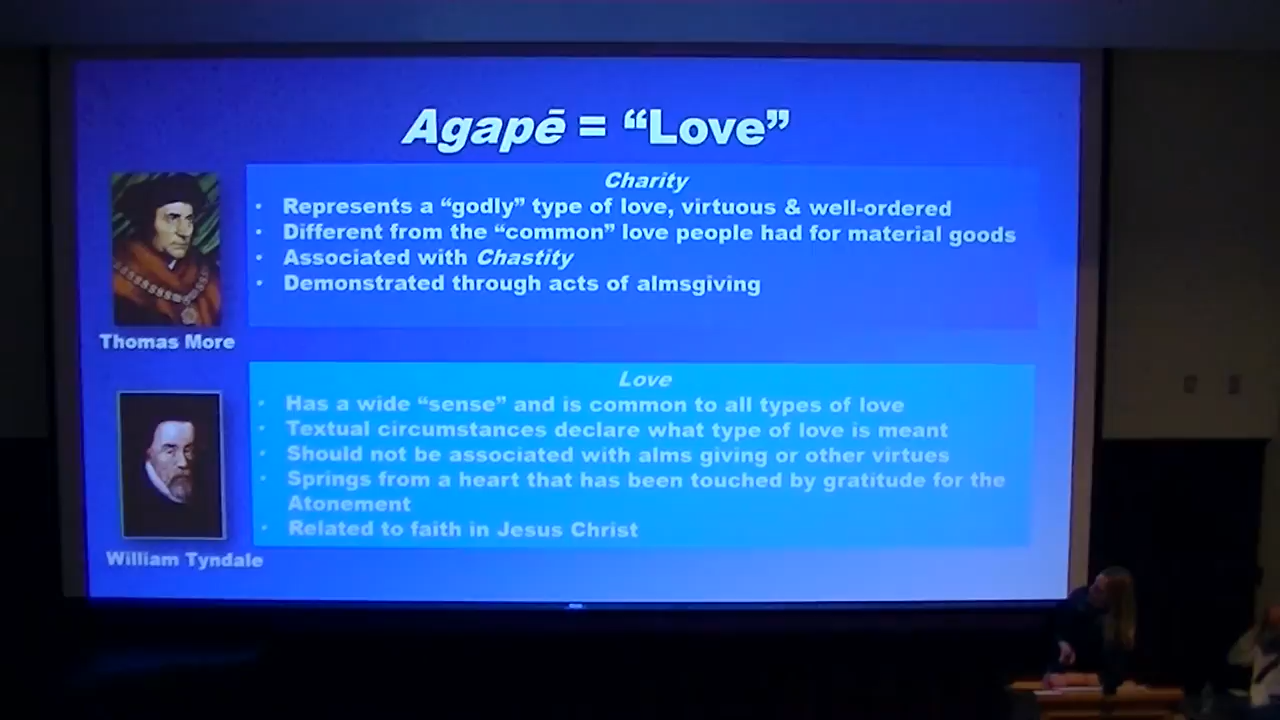 Agapē = “Love”
Charity
• Represents a “godly” type of love, virtuous & well-ordered
• Different from the “common” love people had for material goods
• Associated with Chastity
• Demonstrated through acts of almsgiving
Thomas More
Love
• Has a wide “sense” and is common to all types of love
• Textual circumstances declare what type of love is meant
• Should not be associated with alms giving or other virtues
• Springs from a heart that has been touched by gratitude for the
Atonement
• Related to faith in Jesus Christ
William Tyndale